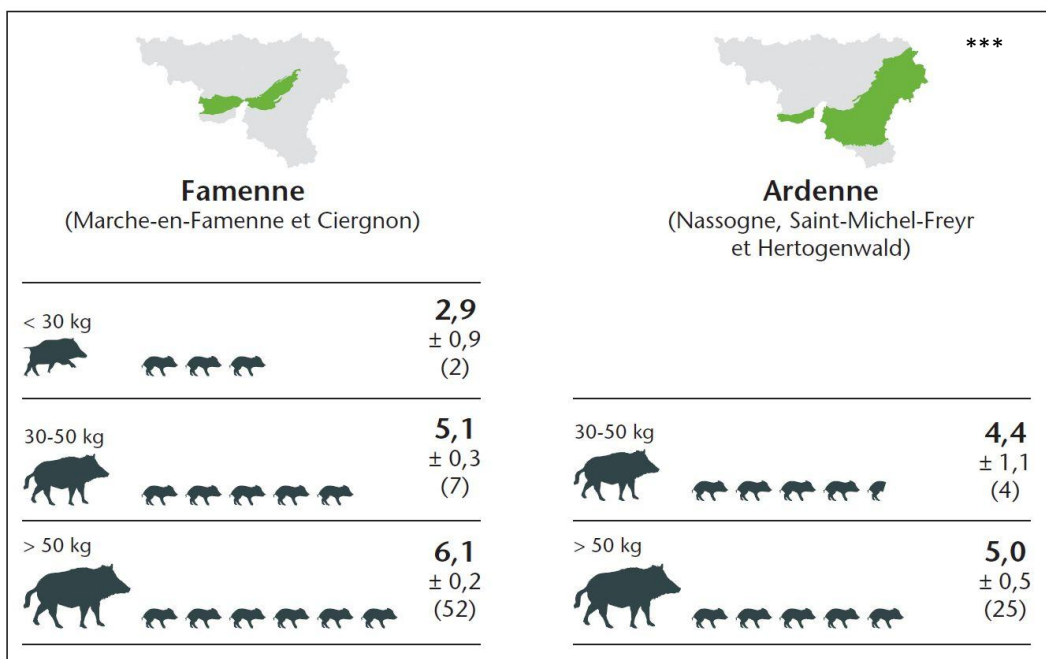 Famenne
(Marche-en-Famenne et Ciergnon)
< 30 kg
2,9
± 0,9
(2)
30-50 kg
5,1
± 0,3
(7)
> 50 kg
6,1
± 0,2
(52)
***
Ardenne
(Nassogne, Saint-Michel-Freyr
et Hertogenwald)
30-50 kg
4,4
± 1,1
(4)
> 50 kg
5,0
± 0,5
(25)